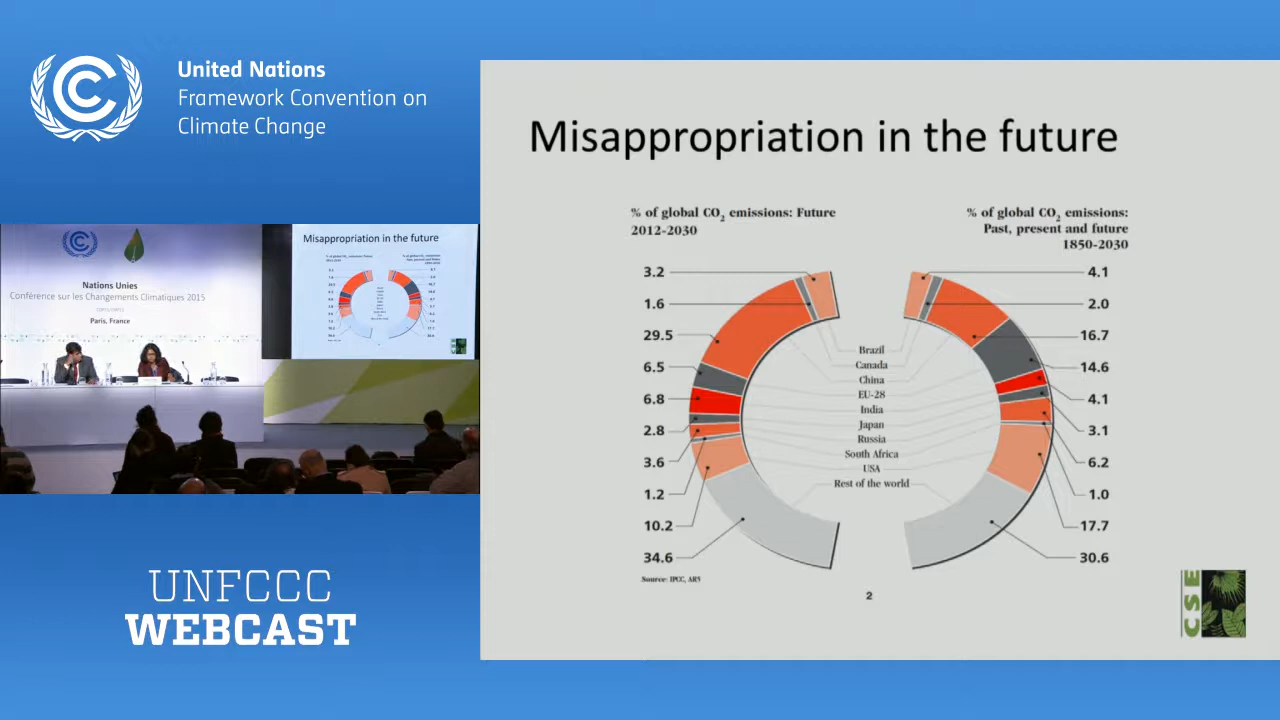 United Nations
Framework Convention on
Climate Change
Misappropriation in the future
% of global CO2 emissions: Future
2012-2030
% of global CO2 emissions:
Past, present and future
1850-2030
3.2
1.6
29.5
6.5
6.8
2.8
3.6
1.2
10.2
34.6
Brazil
Canada
China
EU-28
India
Japan
Russia
South Africa
USA
Rest of the world
4.1
2.0
16.7
14.6
4.1
3.1
6.2
1.0
17.7
30.6
Source: IPCC, AR5
2
CSE
Misappropriation in the future
Nations Unies
Conférence sur les Changements Climatiques 2015
Paris, France
UNFCCC
WEBCAST